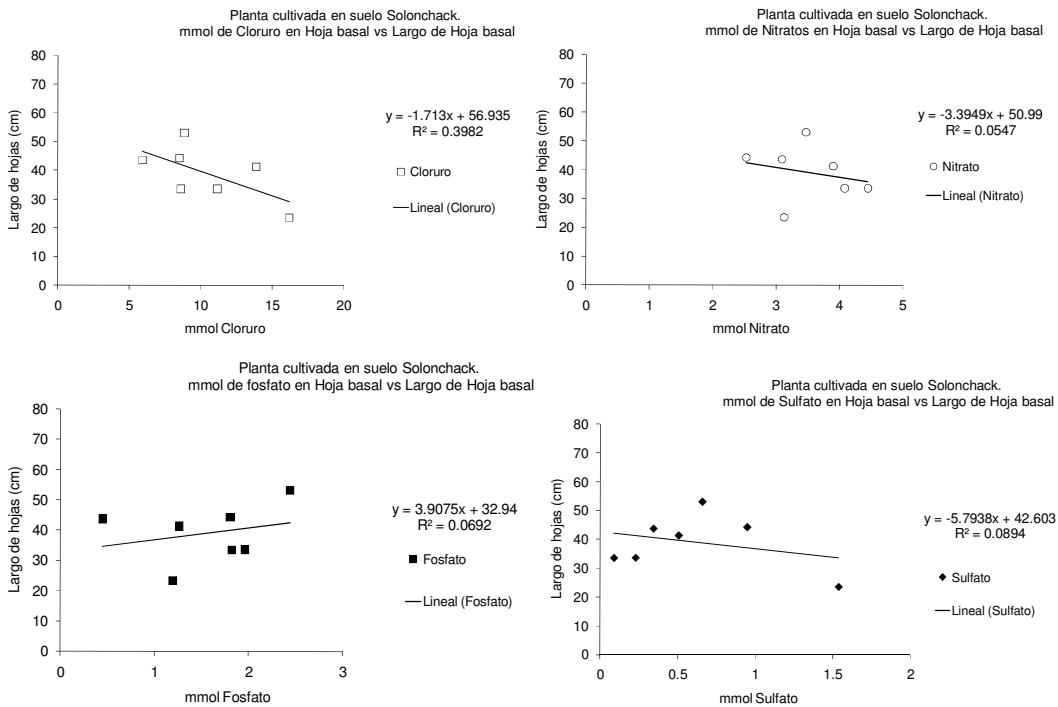 Planta cultivada en suelo Solonchack.
mmol de Cloruro en Hoja basal vs Largo de Hoja basal
80
70
60
50
40
30
20
10
0
Largo de hojas (cm)
0
5
10
15
20
mmol Cloruro
y = -1.713x + 56.935
R² = 0.3982
Cloruro
Lineal (Cloruro)
Planta cultivada en suelo Solonchack.
mmol de Nitratos en Hoja basal vs Largo de Hoja basal
80
70
60
50
40
30
20
10
0
Largo de hojas (cm)
0
1
2
3
4
5
mmol Nitrato
y = -3.3949x + 50.99
R² = 0.0547
Nitrato
Lineal (Nitrato)
Planta cultivada en suelo Solonchack.
mmol de fosfato en Hoja basal vs Largo de Hoja basal
80
70
60
50
40
30
20
10
0
Largo de hojas (cm)
0
1
2
3
mmol Fosfato
y = 3.9075x + 32.94
R² = 0.0692
Fosfato
Lineal (Fosfato)
Planta cultivada en suelo Solonchack.
mmol de Sulfato en Hoja basal vs Largo de Hoja basal
80
70
60
50
40
30
20
10
0
Largo de hojas (cm)
0
0.5
1
1.5
2
mmol Sulfato
y = -5.7938x + 42.603
R² = 0.0894
Sulfato
Lineal (Sulfato)